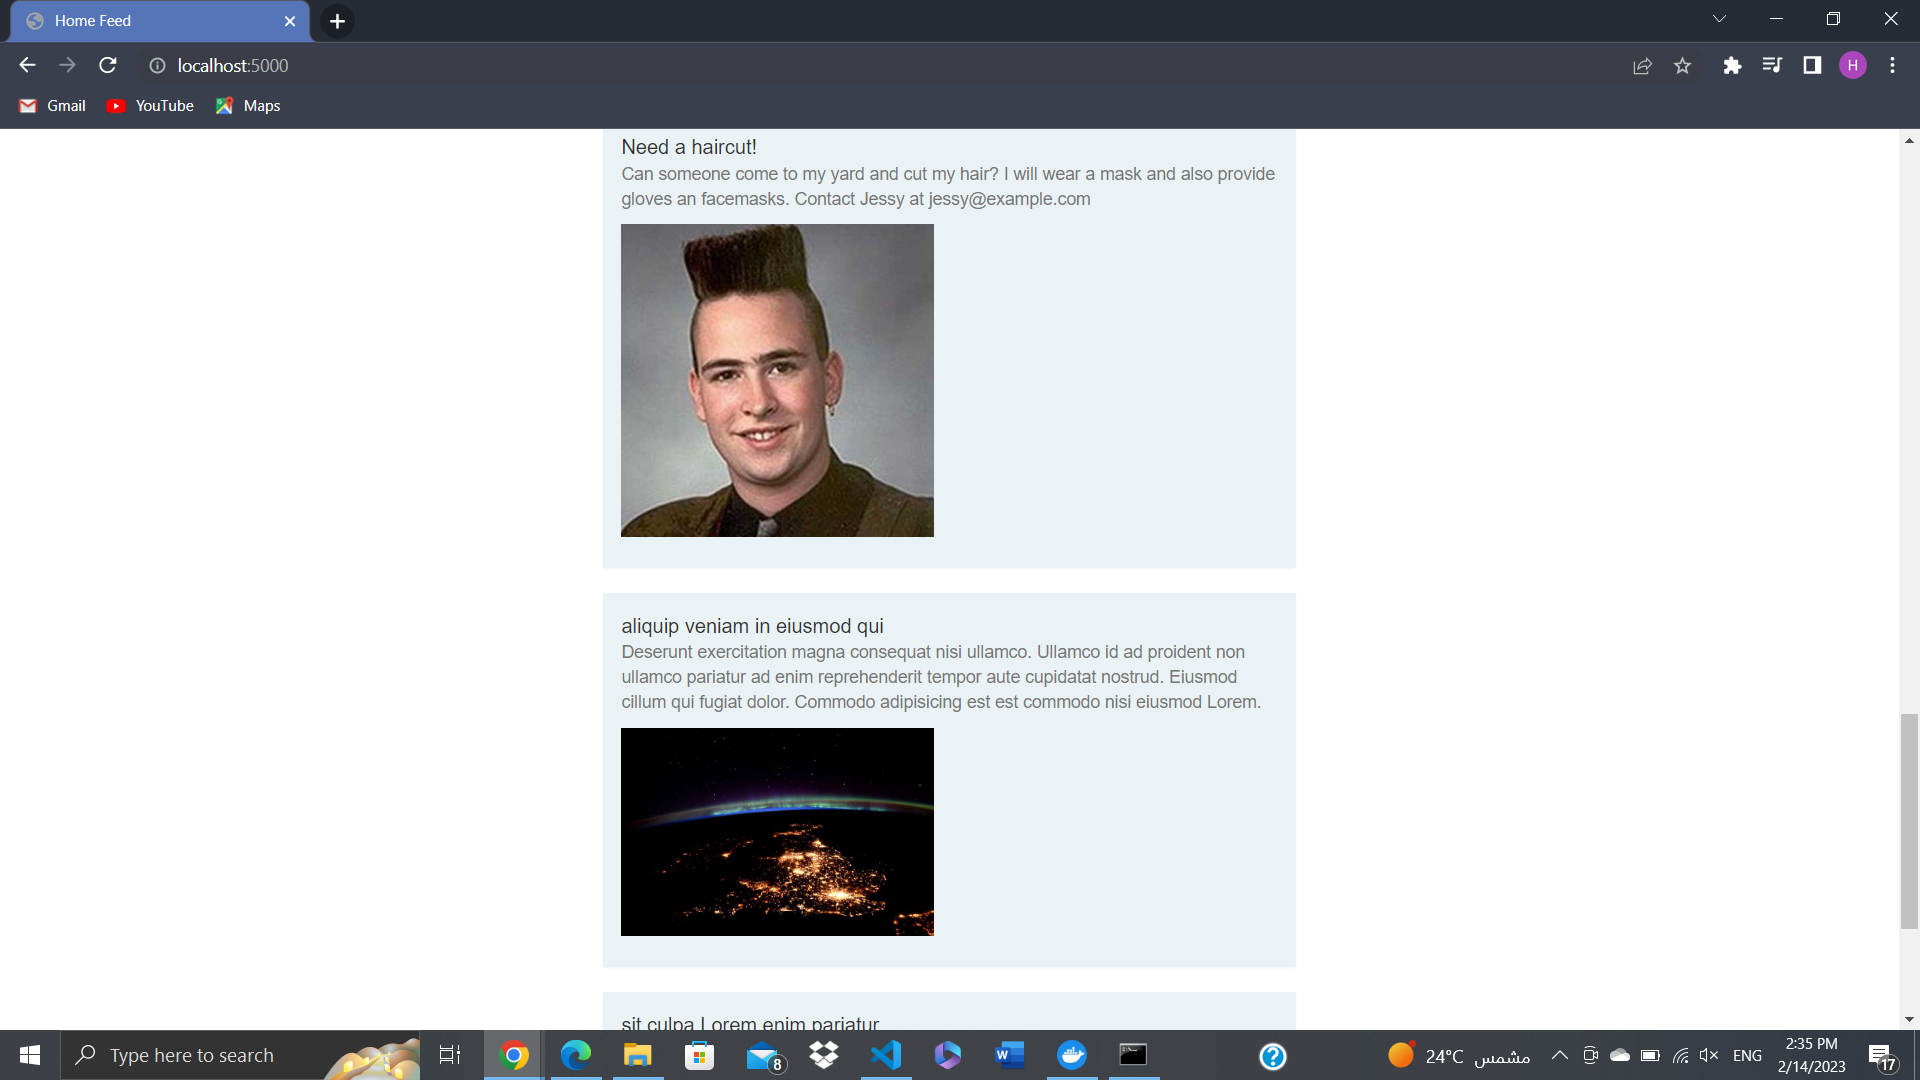 Home Feed
localhost:5000
H
Gmail
YouTube
Maps
Need a haircut!
Can someone come to my yard and cut my hair? I will wear a mask and also provide
gloves an facemasks. Contact Jessy at jessy@example.com
aliquip veniam in eiusmod qui
Deserunt exercitation magna consequat nisi ullamco. Ullamco id ad proident non
ullamco pariatur ad enim reprehenderit tempor aute cupidatat nostrud. Eiusmod
cillum qui fugiat dolor. Commodo adipisicing est est commodo nisi eiusmod Lorem.
sit culpa Lorem enim pariatur
Type here to search
8
W
?
24°C مشمس
ENG
2:35 PM
2/14/2023
17